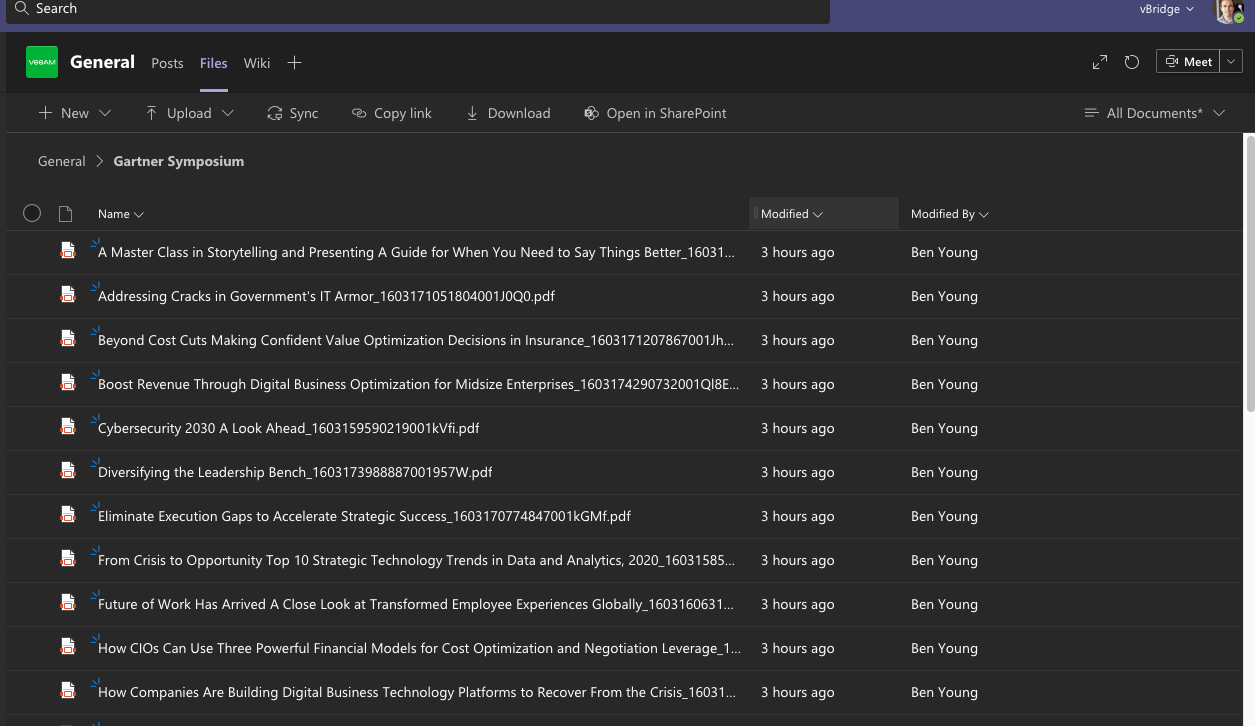 Search
vBridge
veeAM
General Posts Files Wiki
Meet
New Upload Sync Copy link Download Open in SharePoint All Documents*
General Gartner Symposium
Name Modified Modified By
A Master Class in Storytelling and Presenting A Guide for When You Need to Say Things Better_16031... 3 hours ago Ben Young
Addressing Cracks in Government's IT Armor_1603171051804001J0Q0.pdf 3 hours ago Ben Young
Beyond Cost Cuts Making Confident Value Optimization Decisions in Insurance_1603171207867001Jh... 3 hours ago Ben Young
Boost Revenue Through Digital Business Optimization for Midsize Enterprises_1603174290732001Ql8E... 3 hours ago Ben Young
Cybersecurity 2030 A Look Ahead_1603159590219001kVfi.pdf 3 hours ago Ben Young
Diversifying the Leadership Bench_1603173988887001957W.pdf 3 hours ago Ben Young
Eliminate Execution Gaps to Accelerate Strategic Success_1603170774847001kGMf.pdf 3 hours ago Ben Young
From Crisis to Opportunity Top 10 Strategic Technology Trends in Data and Analytics, 2020_16031585... 3 hours ago Ben Young
Future of Work Has Arrived A Close Look at Transformed Employee Experiences Globally_1603160631... 3 hours ago Ben Young
How CIOs Can Use Three Powerful Financial Models for Cost Optimization and Negotiation Leverage_1... 3 hours ago Ben Young
How Companies Are Building Digital Business Technology Platforms to Recover From the Crisis_16031... 3 hours ago Ben Young